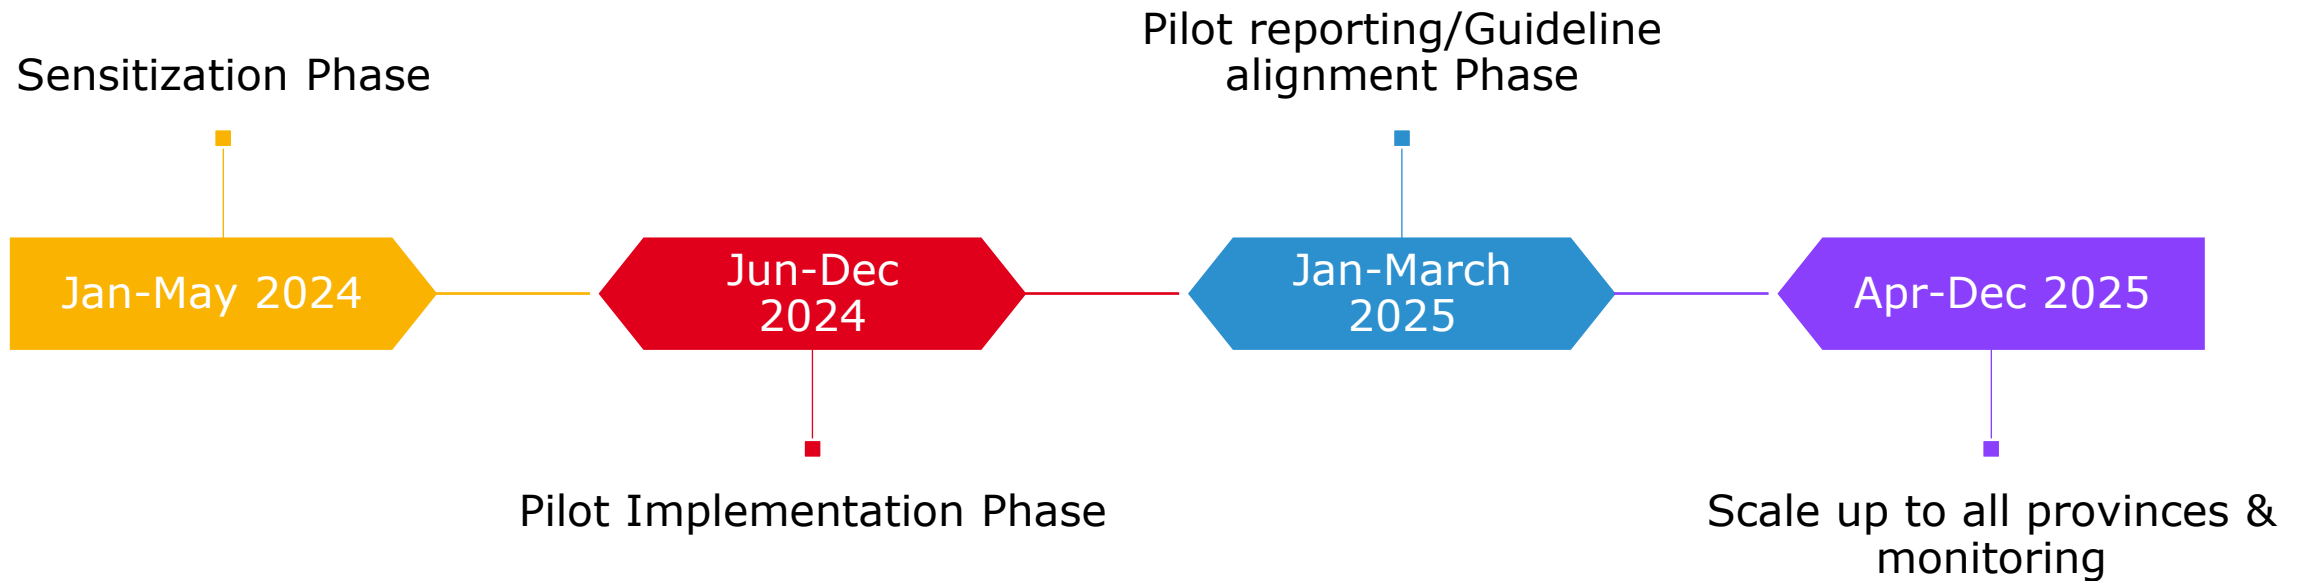 Sensitization Phase
Pilot reporting/Guideline
alignment Phase
Jan-May 2024
Jun-Dec
2024
Jan-March
2025
Apr-Dec 2025
Pilot Implementation Phase
Scale up to all provinces &
monitoring